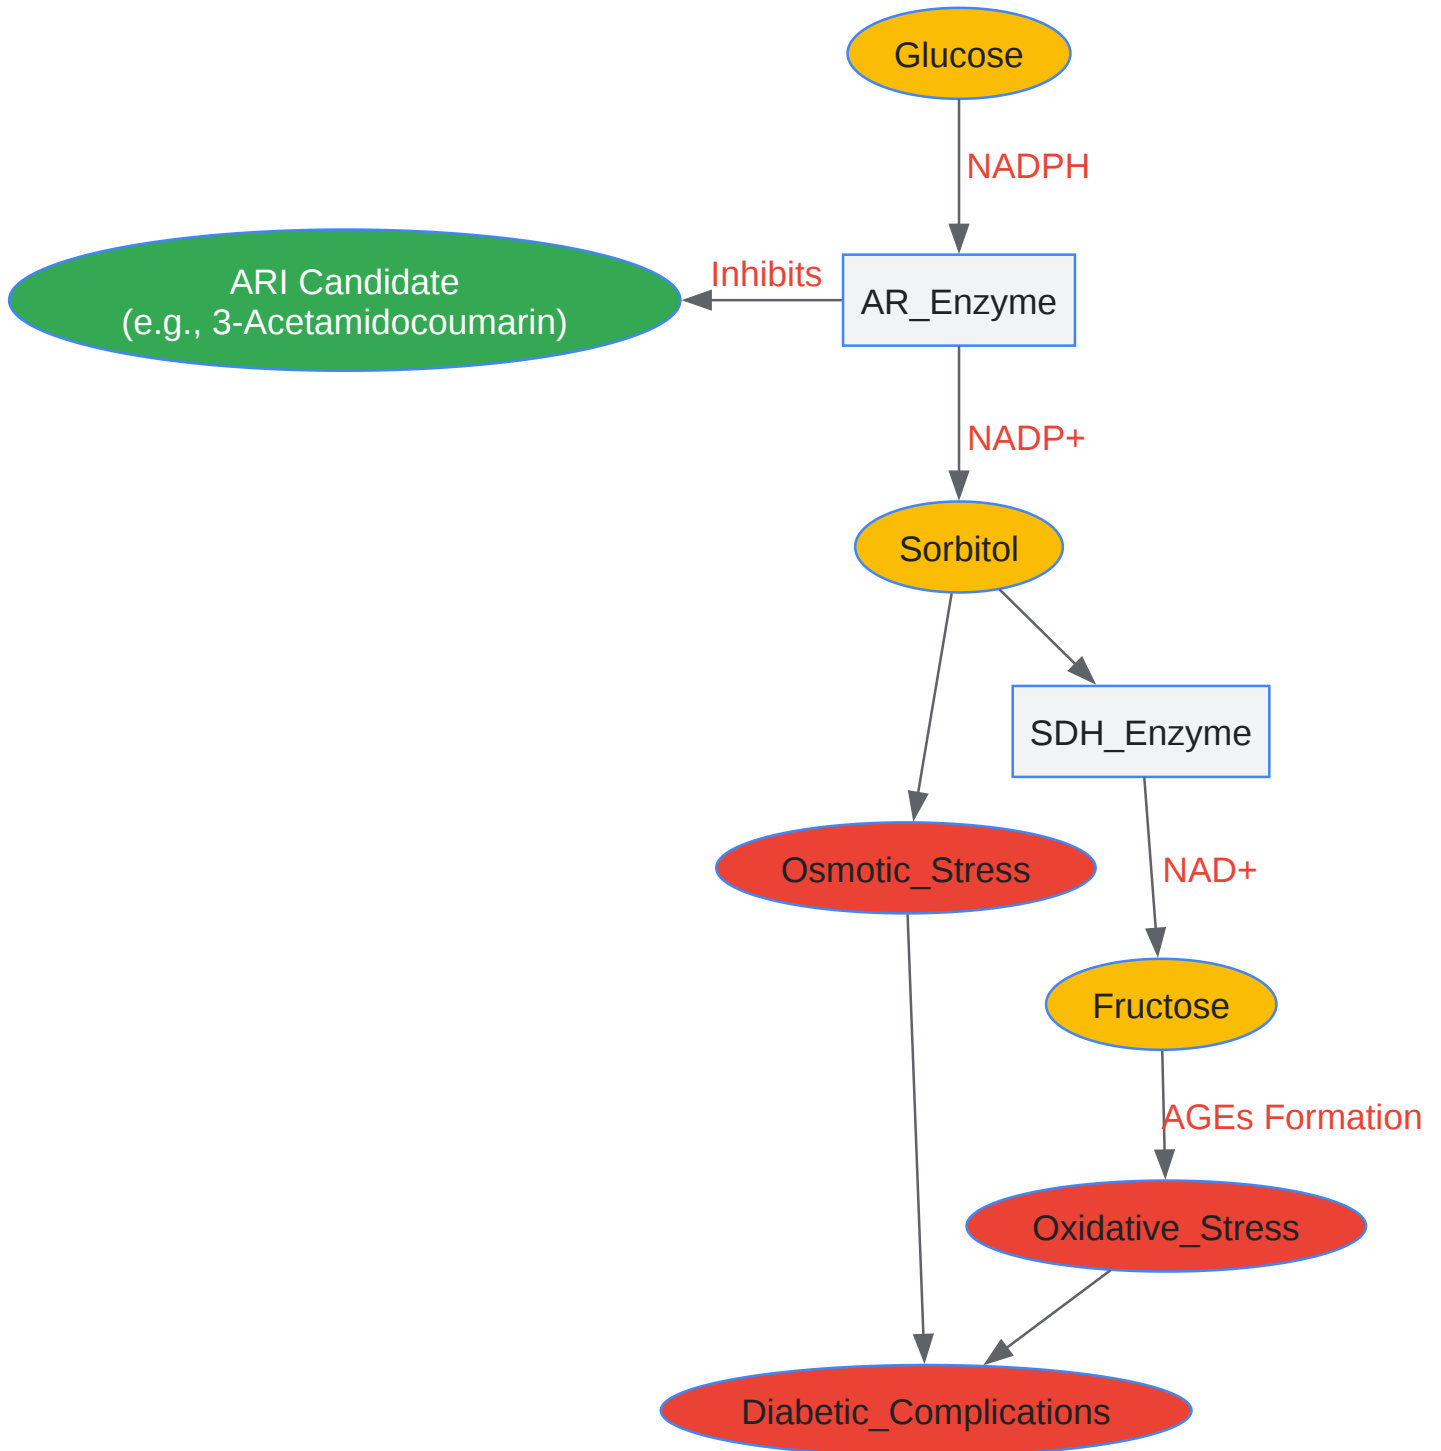 Glucose
NADPH
Inhibits
ARI Candidate
(e.g., 3-Acetamidocoumarin)
AR_Enzyme
NADP+
Sorbitol
SDH_Enzyme
Osmotic_Stress
NAD+
Fructose
AGEs Formation
Oxidative_Stress
Diabetic_Complications